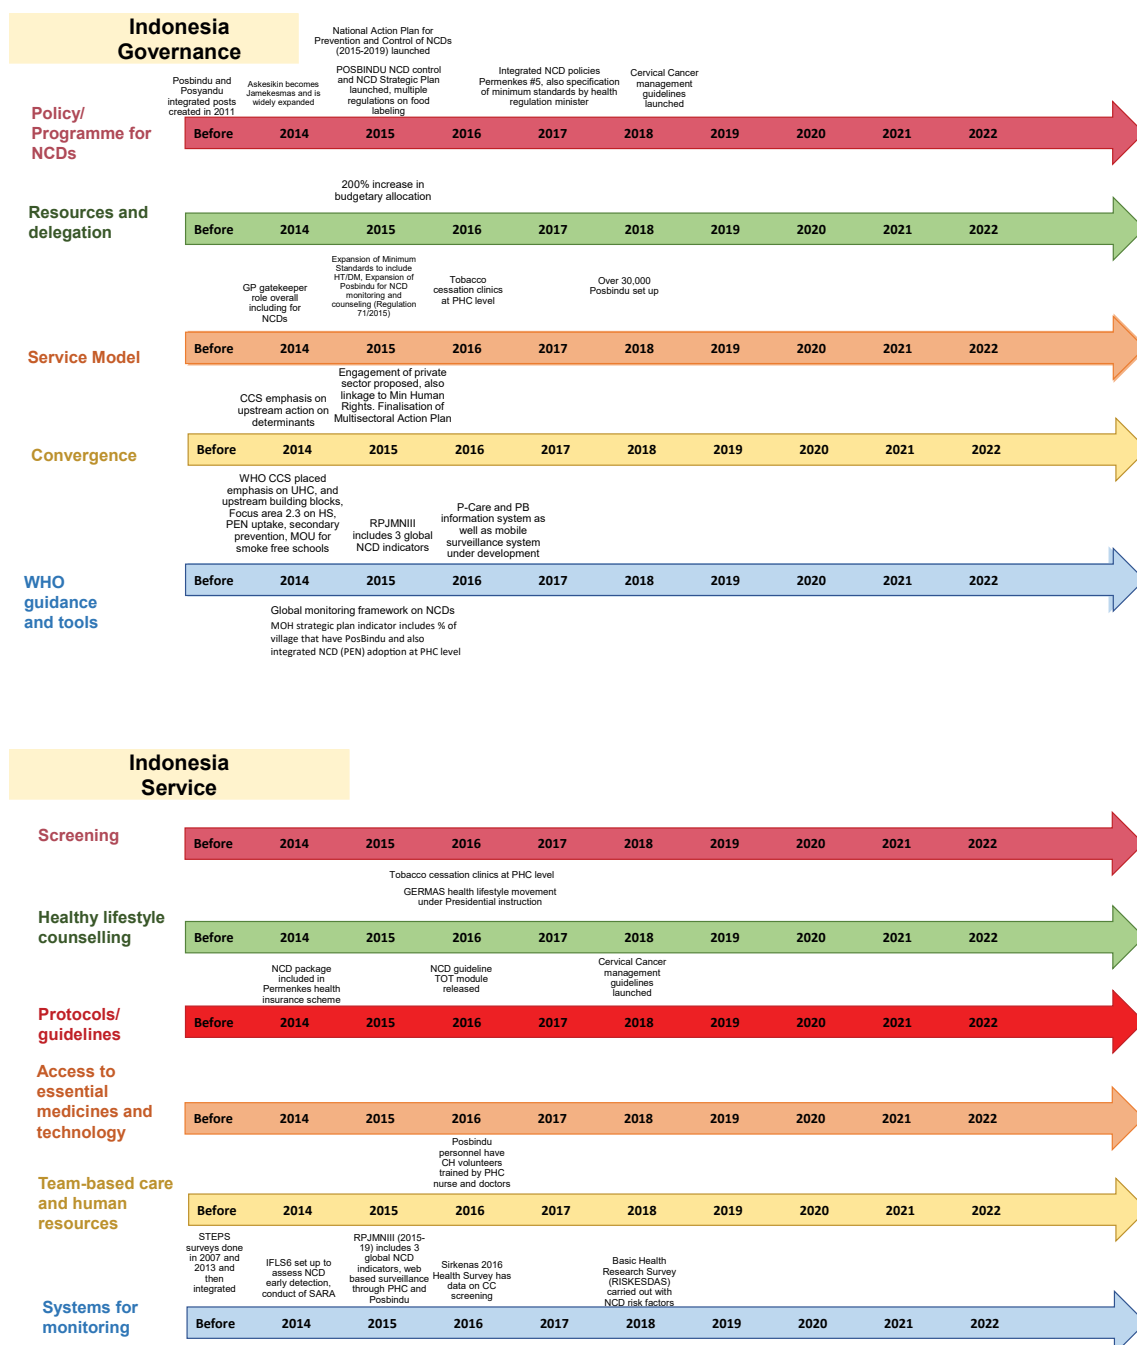 Indonesia
Governance
National Action Plan for
Prevention and Control of NCDs
(2015-2019) launched
Posbindu and
Posyandu
integrated posts
created in 2011
Askesikin becomes
Jamekesmas and is
widely expanded
POSBINDU NCD control
and NCD Strategic Plan
launched, multiple
regulations on food
labeling
Integrated NCD policies
Permenkes #5, also specification
of minimum standards by health
regulation minister
Cervical Cancer
management
guidelines
launched
Policy/
Programme for
NCDs
Before 2014 2015 2016 2017 2018 2019 2020 2021 2022
200% increase in
budgetary allocation
Resources and
delegation
Before 2014 2015 2016 2017 2018 2019 2020 2021 2022
GP gatekeeper
role overall
including for
NCDs
Expansion of Minimum
Standards to include
HT/DM, Expansion of
Posbindu for NCD
monitoring and
counseling (Regulation
71/2015)
Tobacco
cessation clinics
at PHC level
Over 30,000
Posbindu set up
Service Model
Before 2014 2015 2016 2017 2018 2019 2020 2021 2022
CCS emphasis on
upstream action on
determinants
Engagement of private
sector proposed, also
linkage to Min Human
Rights. Finalisation of
Multisectoral Action Plan
Convergence
Before 2014 2015 2016 2017 2018 2019 2020 2021 2022
WHO CCS placed
emphasis on UHC, and
upstream building blocks,
Focus area 2.3 on HS,
PEN uptake, secondary
prevention, MOU for
smoke free schools
RPJMNIII
includes 3 global
NCD indicators
P-Care and PB
information system as
well as mobile
surveillance system
under development
WHO
guidance
and tools
Before 2014 2015 2016 2017 2018 2019 2020 2021 2022
Global monitoring framework on NCDs
MOH strategic plan indicator includes % of
village that have PosBindu and also
integrated NCD (PEN) adoption at PHC level
Indonesia
Service
Screening
Before 2014 2015 2016 2017 2018 2019 2020 2021 2022
Tobacco cessation clinics at PHC level
GERMAS health lifestyle movement
under Presidential instruction
Healthy lifestyle
counselling
Before 2014 2015 2016 2017 2018 2019 2020 2021 2022
NCD package
included in
Permenkes health
insurance scheme
NCD guideline
TOT module
released
Cervical Cancer
management
guidelines
launched
Protocols/
guidelines
Before 2014 2015 2016 2017 2018 2019 2020 2021 2022
Access to
essential
medicines and
technology
Before 2014 2015 2016 2017 2018 2019 2020 2021 2022
Posbindu
personnel have
CH volunteers
trained by PHC
nurse and doctors
Team-based care
and human
resources
Before 2014 2015 2016 2017 2018 2019 2020 2021 2022
STEPS
surveys done
in 2007 and
2013 and
then
integrated
IFLS6 set up to
assess NCD
early detection,
conduct of SARA
RPJMNIII (2015-
19) includes 3
global NCD
indicators, web
based surveillance
through PHC and
Posbindu
Sirkenas 2016
Health Survey has
data on CC
screening
Basic Health
Research Survey
(RISKESDAS)
carried out with
NCD risk factors
Systems for
monitoring
Before 2014 2015 2016 2017 2018 2019 2020 2021 2022